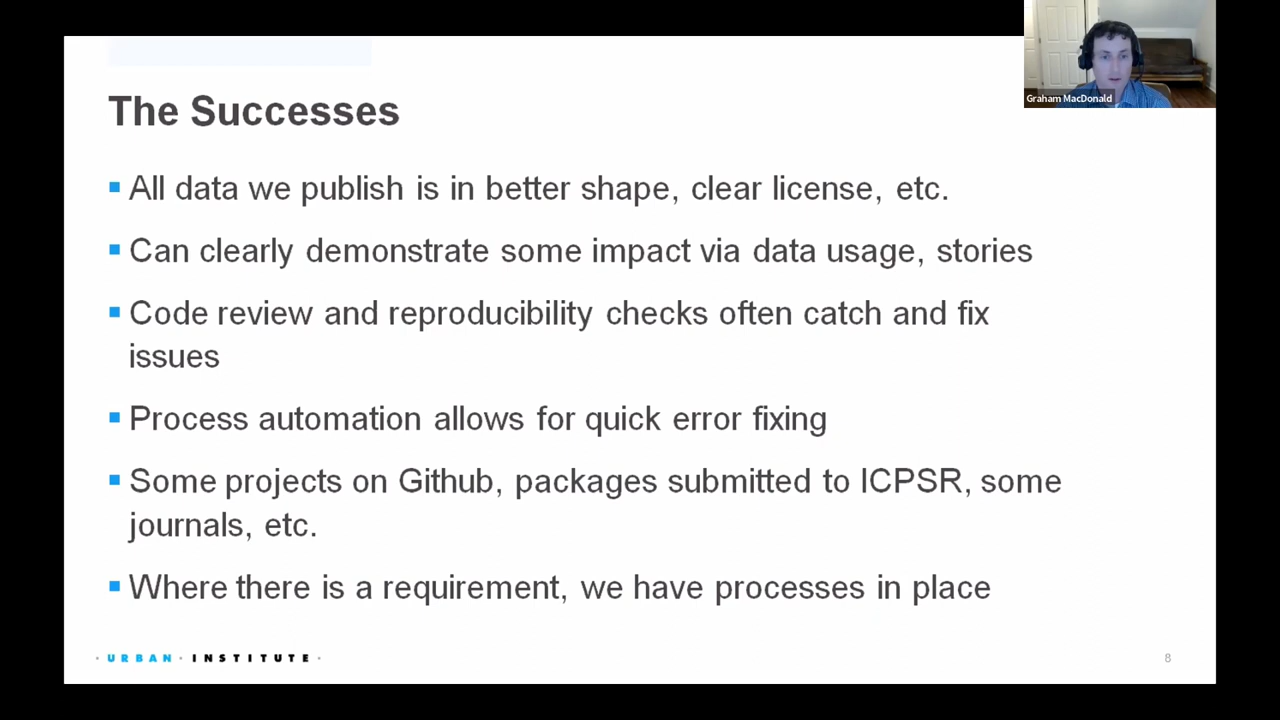 Graham MacDonald
The Successes
All data we publish is in better shape, clear license, etc.
Can clearly demonstrate some impact via data usage, stories
Code review and reproducibility checks often catch and fix
issues
Process automation allows for quick error fixing
Some projects on Github, packages submitted to ICPSR, some
journals, etc.
Where there is a requirement, we have processes in place
· URBAN · INSTITUTE ·
8